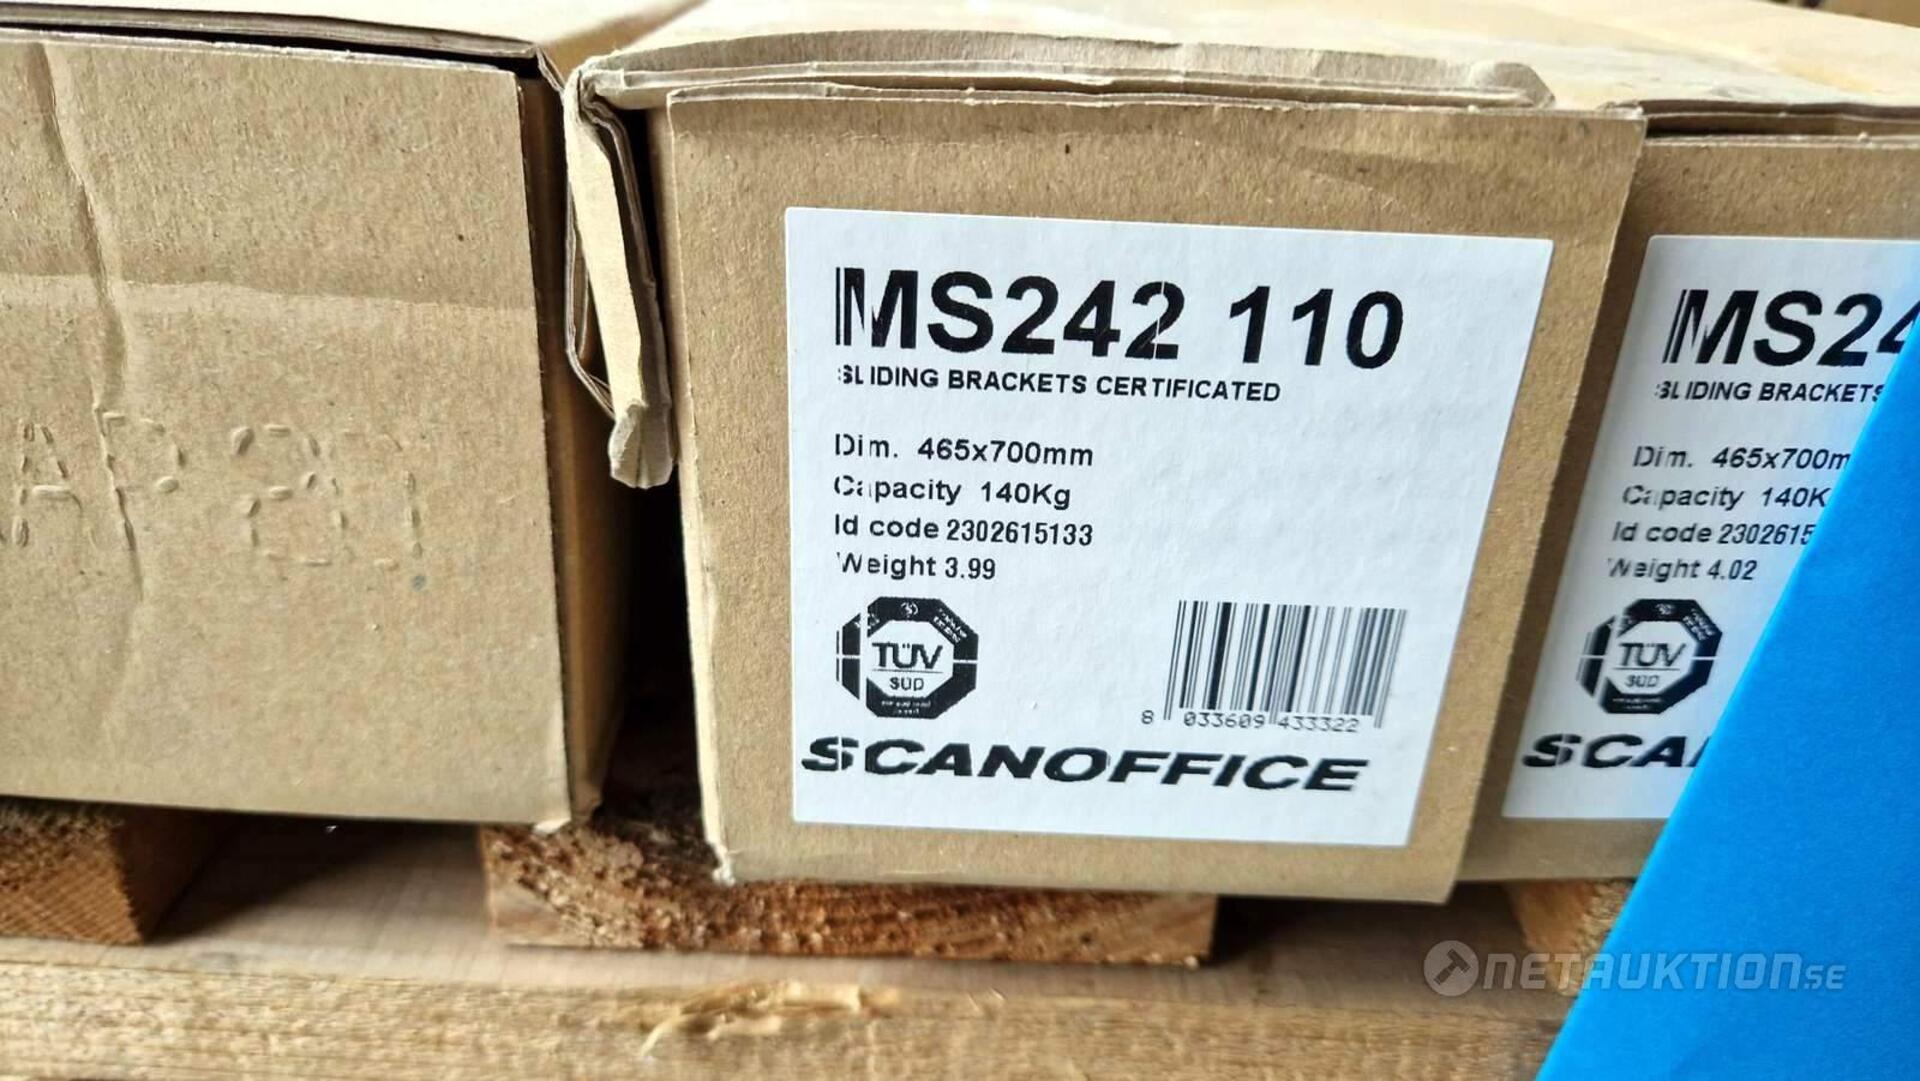 MS242 110
SLIDING BRACKETS CERTIFICATED
Dim. 465x700mm
Capacity 140Kg
Id code 2302615133
Weight 3.99
TÜV
SÜD
8 033609 433322
SCANOFFICE
MS24
SLIDING BRACKETS
Dim. 465x700m
Capacity 140K
Id code 2302615
Weight 4.02
TÜV
SÜD
SCA
NETAUKTION.SE